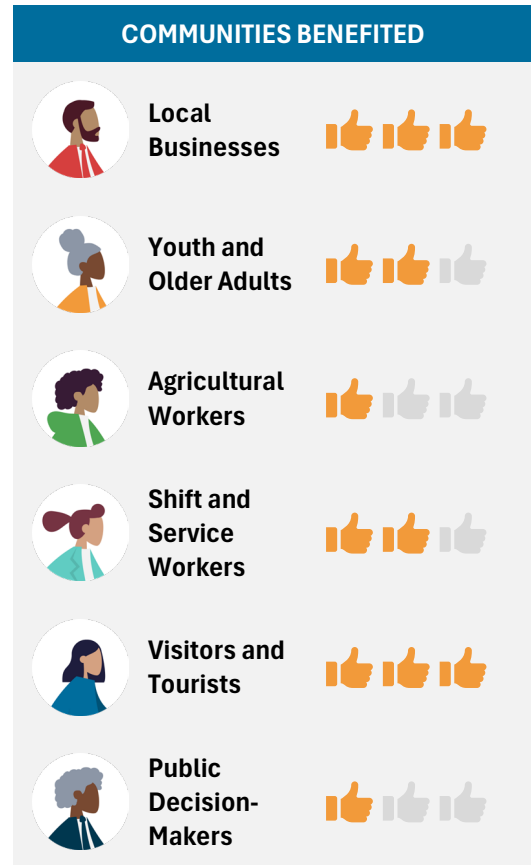 COMMUNITIES BENEFITED
Local
Businesses
Youth and
Older Adults
Agricultural
Workers
Shift and
Service
Workers
Visitors and
Tourists
Public
Decision-
Makers